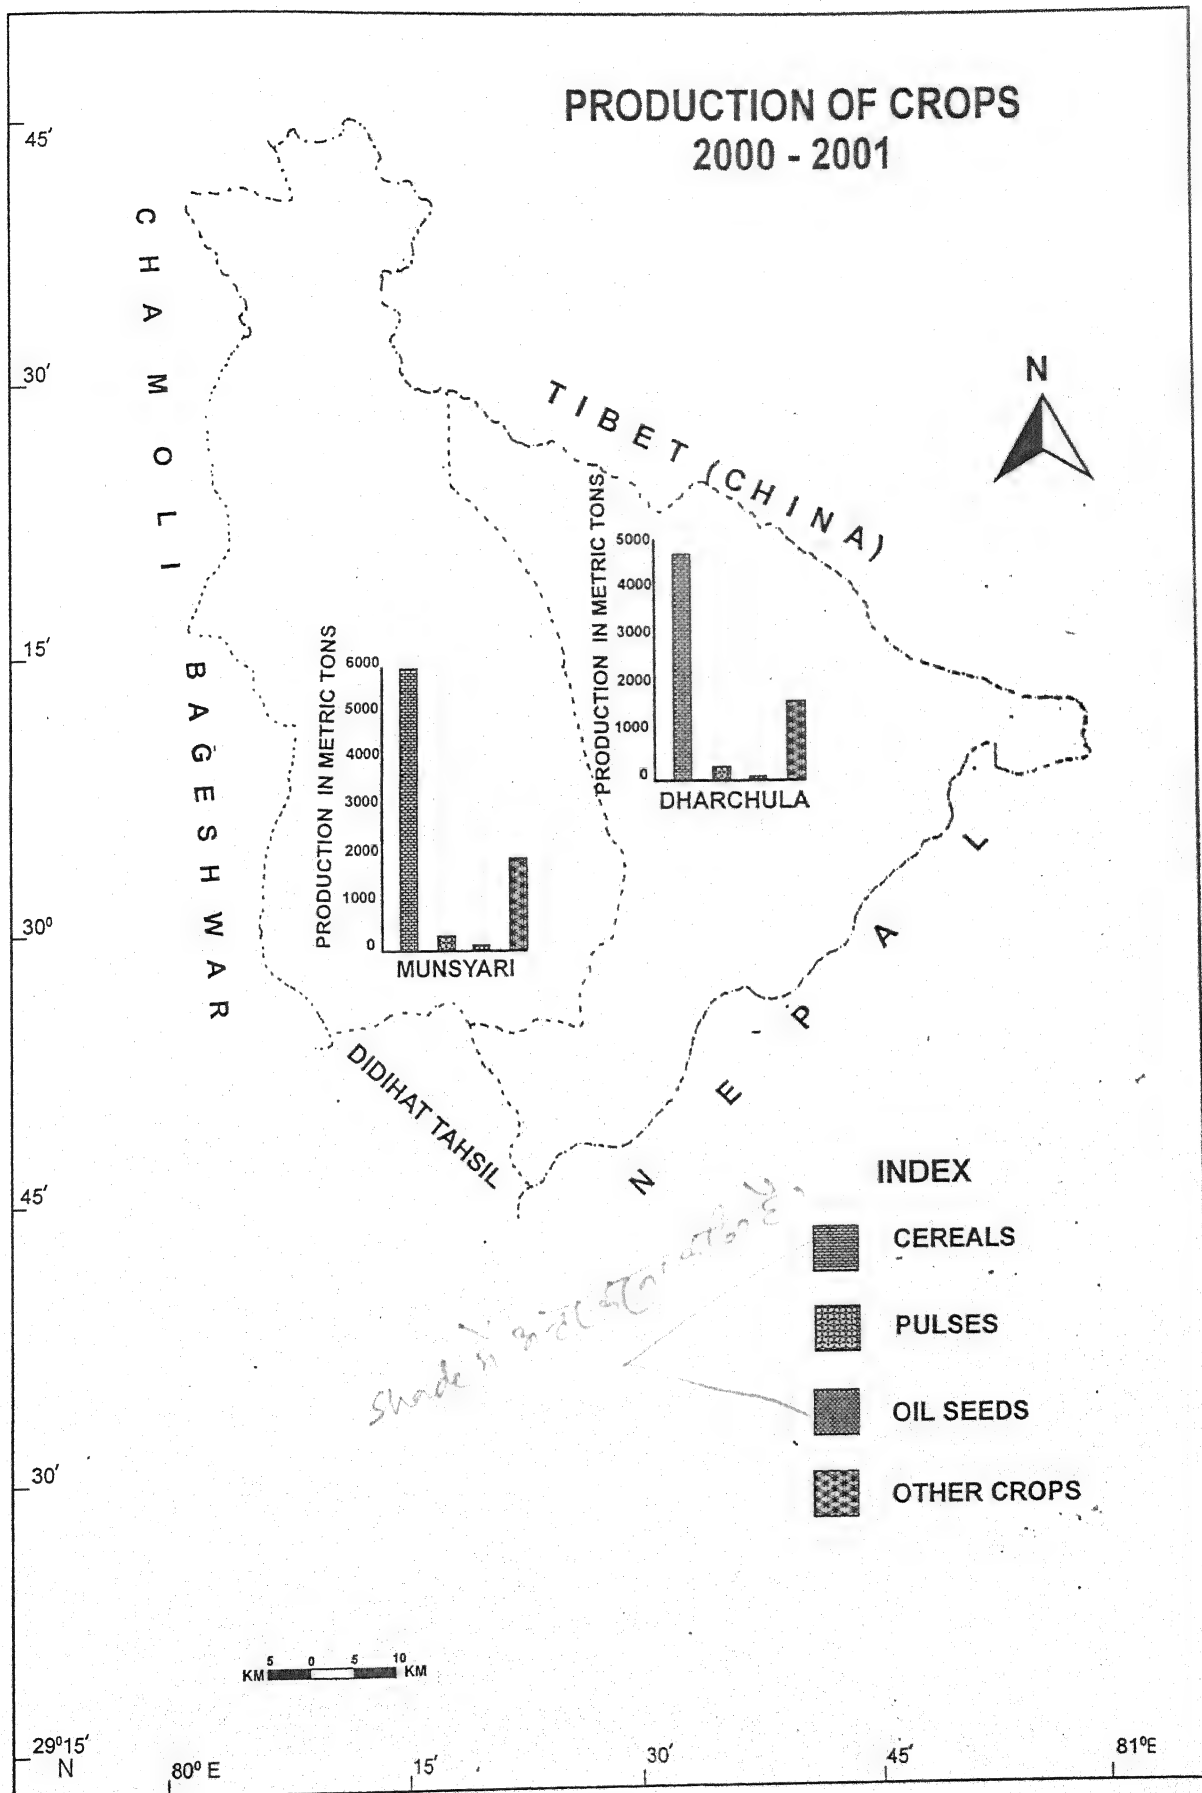 PRODUCTION OF CROPS
2000 - 2001
45′
30′
15′
30⁰
45′
30′
29⁰15′
N
80⁰ E
15′
30′
45′
81⁰E
CHAMOLI
BAGESHWAR
TIBET (CHINA)
N
NEPAL
DIDIHAT TAHSIL
PRODUCTION IN METRIC TONS
5000
4000
3000
2000
1000
0
DHARCHULA
PRODUCTION IN METRIC TONS
6000
5000
4000
3000
2000
1000
0
MUNSYARI
INDEX
CEREALS
PULSES
OIL SEEDS
OTHER CROPS
Shade में
5 0 5 10
KM KM